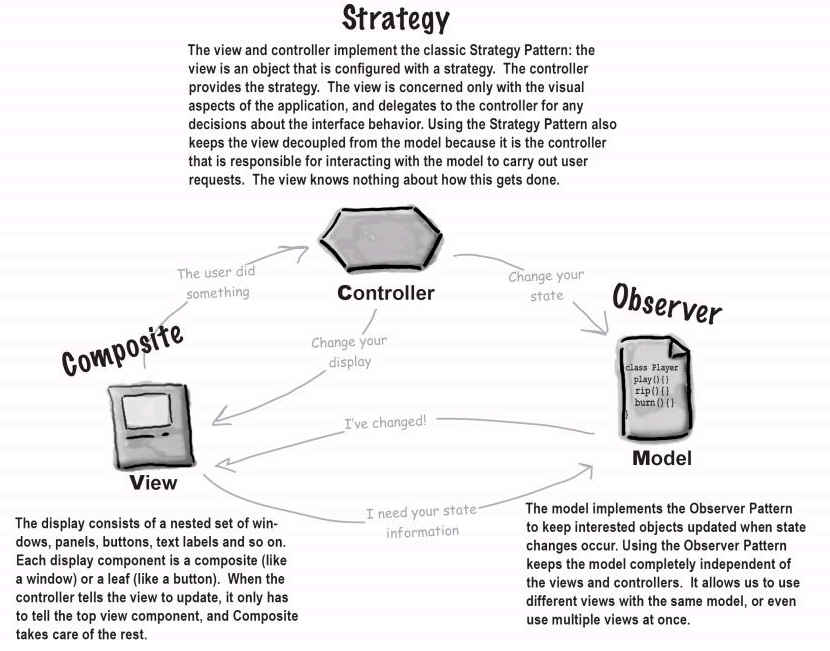 Strategy
The view and controller implement the classic Strategy Pattern: the
view is an object that is configured with a strategy.  The controller
provides the strategy.  The view is concerned only with the visual
aspects of the application, and delegates to the controller for any
decisions about the interface behavior. Using the Strategy Pattern also
keeps the view decoupled from the model because it is the controller
that is responsible for interacting with the model to carry out user
requests.  The view knows nothing about how this gets done.
The user did
something
Controller
Change your
state
Observer
Composite
Change your
display
class Player
play(){}
rip(){}
burn(){}
}
I've changed!
Model
View
I need your state
information
The display consists of a nested set of win-
dows, panels, buttons, text labels and so on.
Each display component is a composite (like
a window) or a leaf (like a button).  When the
controller tells the view to update, it only has
to tell the top view component, and Composite
takes care of the rest.
The model implements the Observer Pattern
to keep interested objects updated when state
changes occur. Using the Observer Pattern
keeps the model completely independent of
the views and controllers.  It allows us to use
different views with the same model, or even
use multiple views at once.